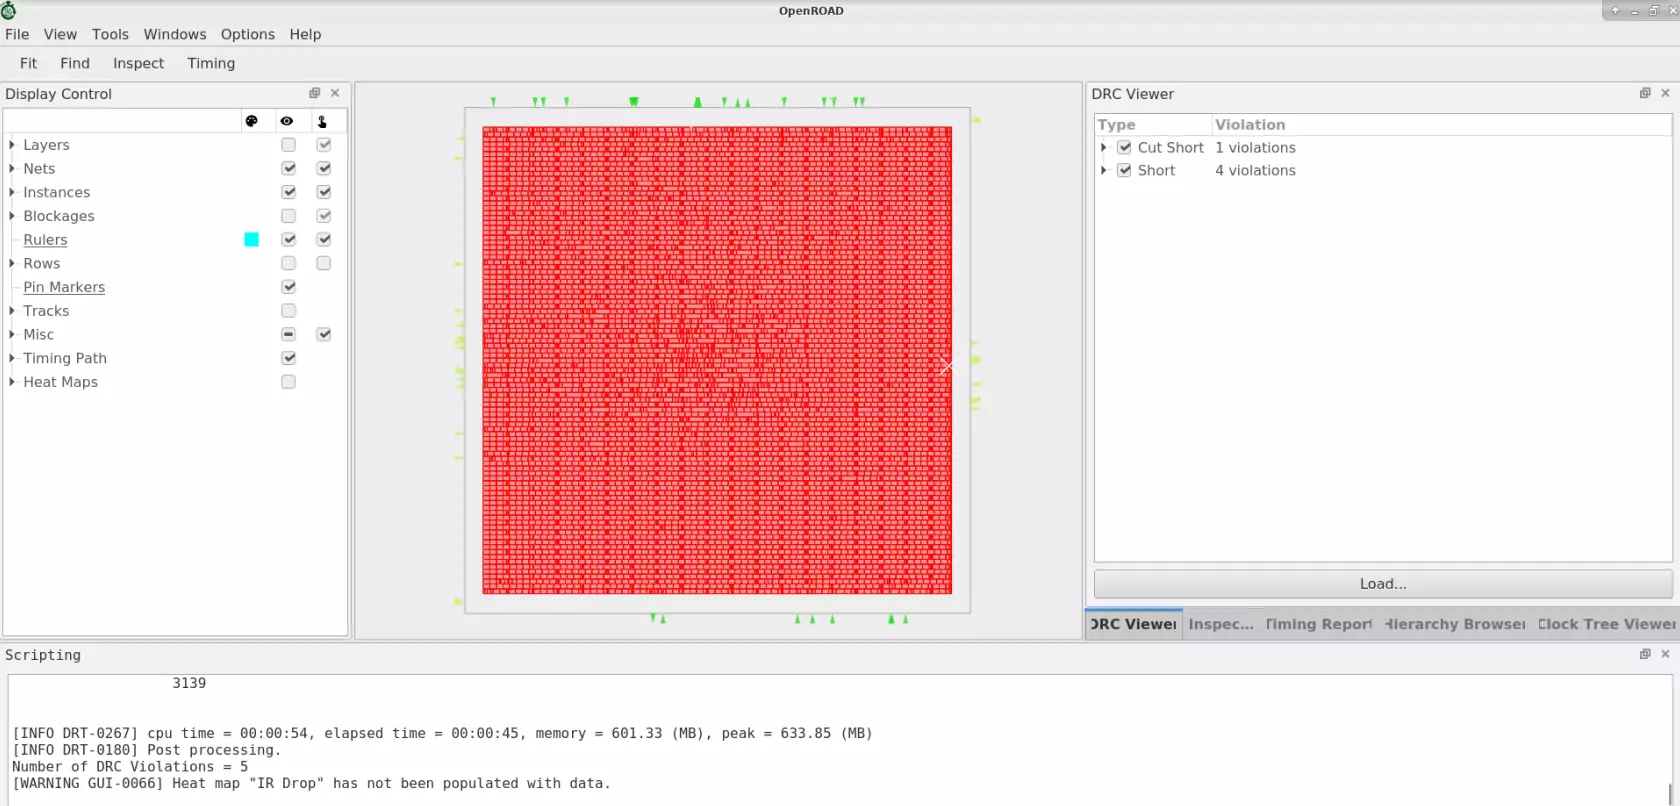 OpenROAD
File View Tools Windows Options Help
Fit Find Inspect Timing
Display Control
Layers
Nets
Instances
Blockages
Rulers
Rows
Pin Markers
Tracks
Misc
Timing Path
Heat Maps
DRC Viewer
Type Violation
Cut Short 1 violations
Short 4 violations
Load...
DRC Viewer Inspec... Timing Report Hierarchy Browser Clock Tree Viewer
Scripting
3139
[INFO DRT-0267] cpu time = 00:00:54, elapsed time = 00:00:45, memory = 601.33 (MB), peak = 633.85 (MB)
[INFO DRT-0180] Post processing.
Number of DRC Violations = 5
[WARNING GUI-0066] Heat map "IR Drop" has not been populated with data.